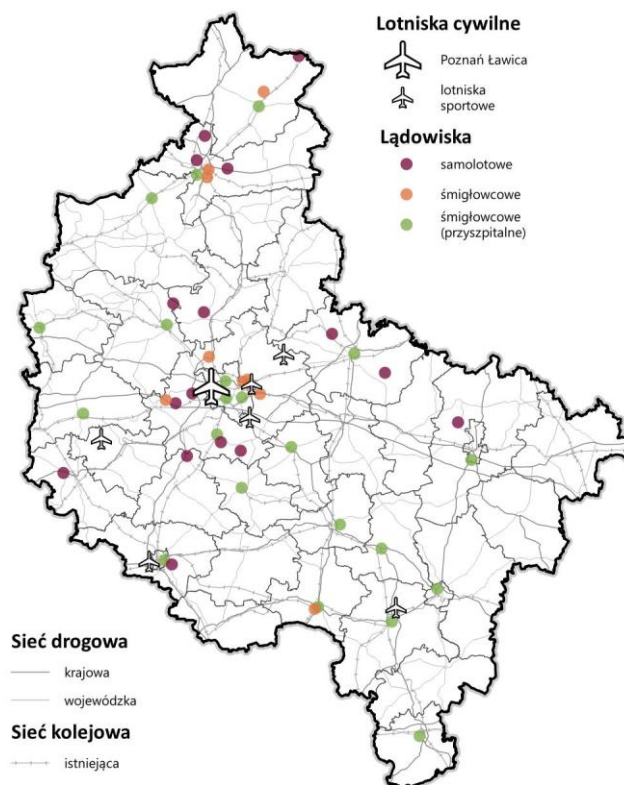 Lotniska cywilne
Poznań Ławica
lotniska
sportowe
Lądowiska
samolotowe
śmigłowcowe
śmigłowcowe
(przyszpitalne)
Sieć drogowa
krajowa
wojewódzka
Sieć kolejowa
istniejąca